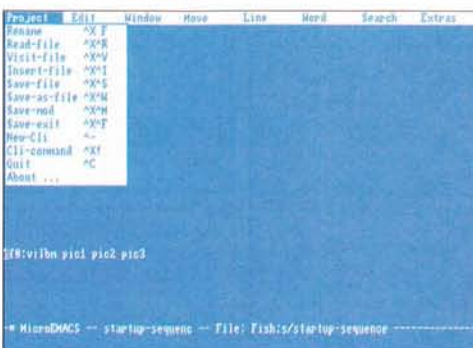 Project Edit Window Move Line Word Search Extras
Rename ^X F
Read-file ^X^R
Visit-file ^X^V
Insert-file ^X^I
Save-file ^X^S
Save-as-file ^X^W
Save-mod ^X^M
Save-exit ^X^F
New-Cli ^-
Cli-command ^X!
Quit ^C
About ...
df0:vilbm pic1 pic2 pic3
-* MicroEMACS -- startup-sequenc -- File: Fish:s/startup-sequence ----------------